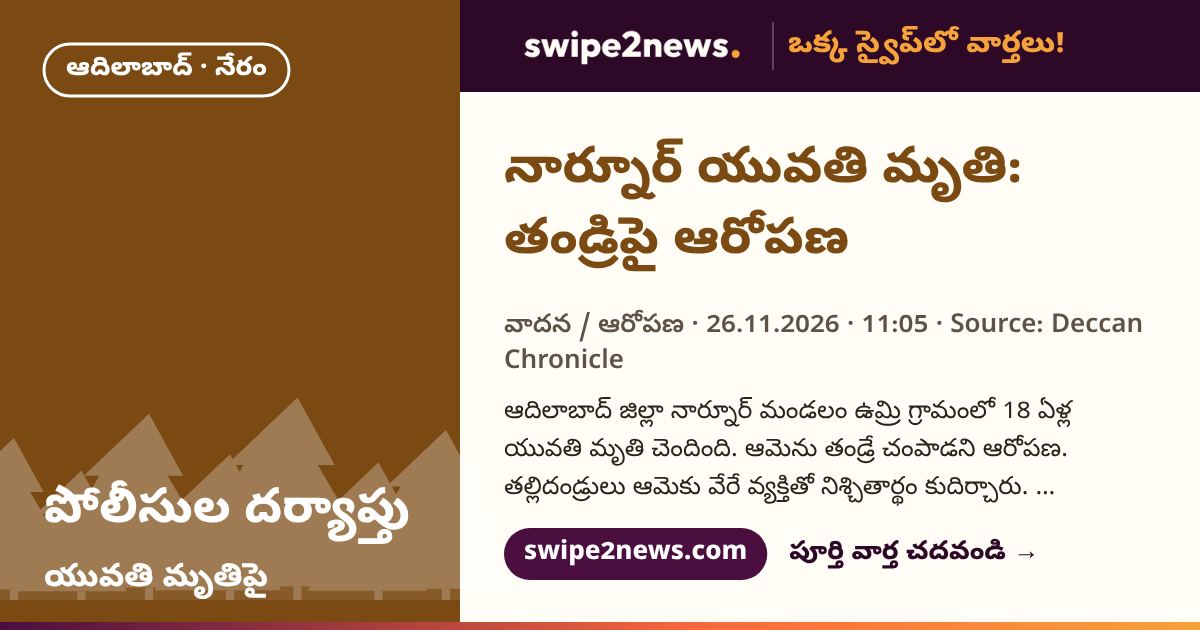 ఆదిలాబాద్ · నేరం
పోలీసుల దర్యాప్తు
యువతి మృతిపై
swipe2news.
ఒక్క స్వైప్‌లో వార్తలు!
నార్నూర్ యువతి మృతి:
తండ్రిపై ఆరోపణ
వాదన / ఆరోపణ · 26.11.2026 · 11:05 · Source: Deccan
Chronicle
ఆదిలాబాద్ జిల్లా నార్నూర్ మండలం ఉమ్రి గ్రామంలో 18 ఏళ్ల
యువతి మృతి చెందింది. ఆమెను తండ్రే చంపాడని ఆరోపణ.
తల్లిదండ్రులు ఆమెకు వేరే వ్యక్తితో నిశ్చితార్థం కుదిర్చారు. ...
swipe2news.com
పూర్తి వార్త చదవండి →